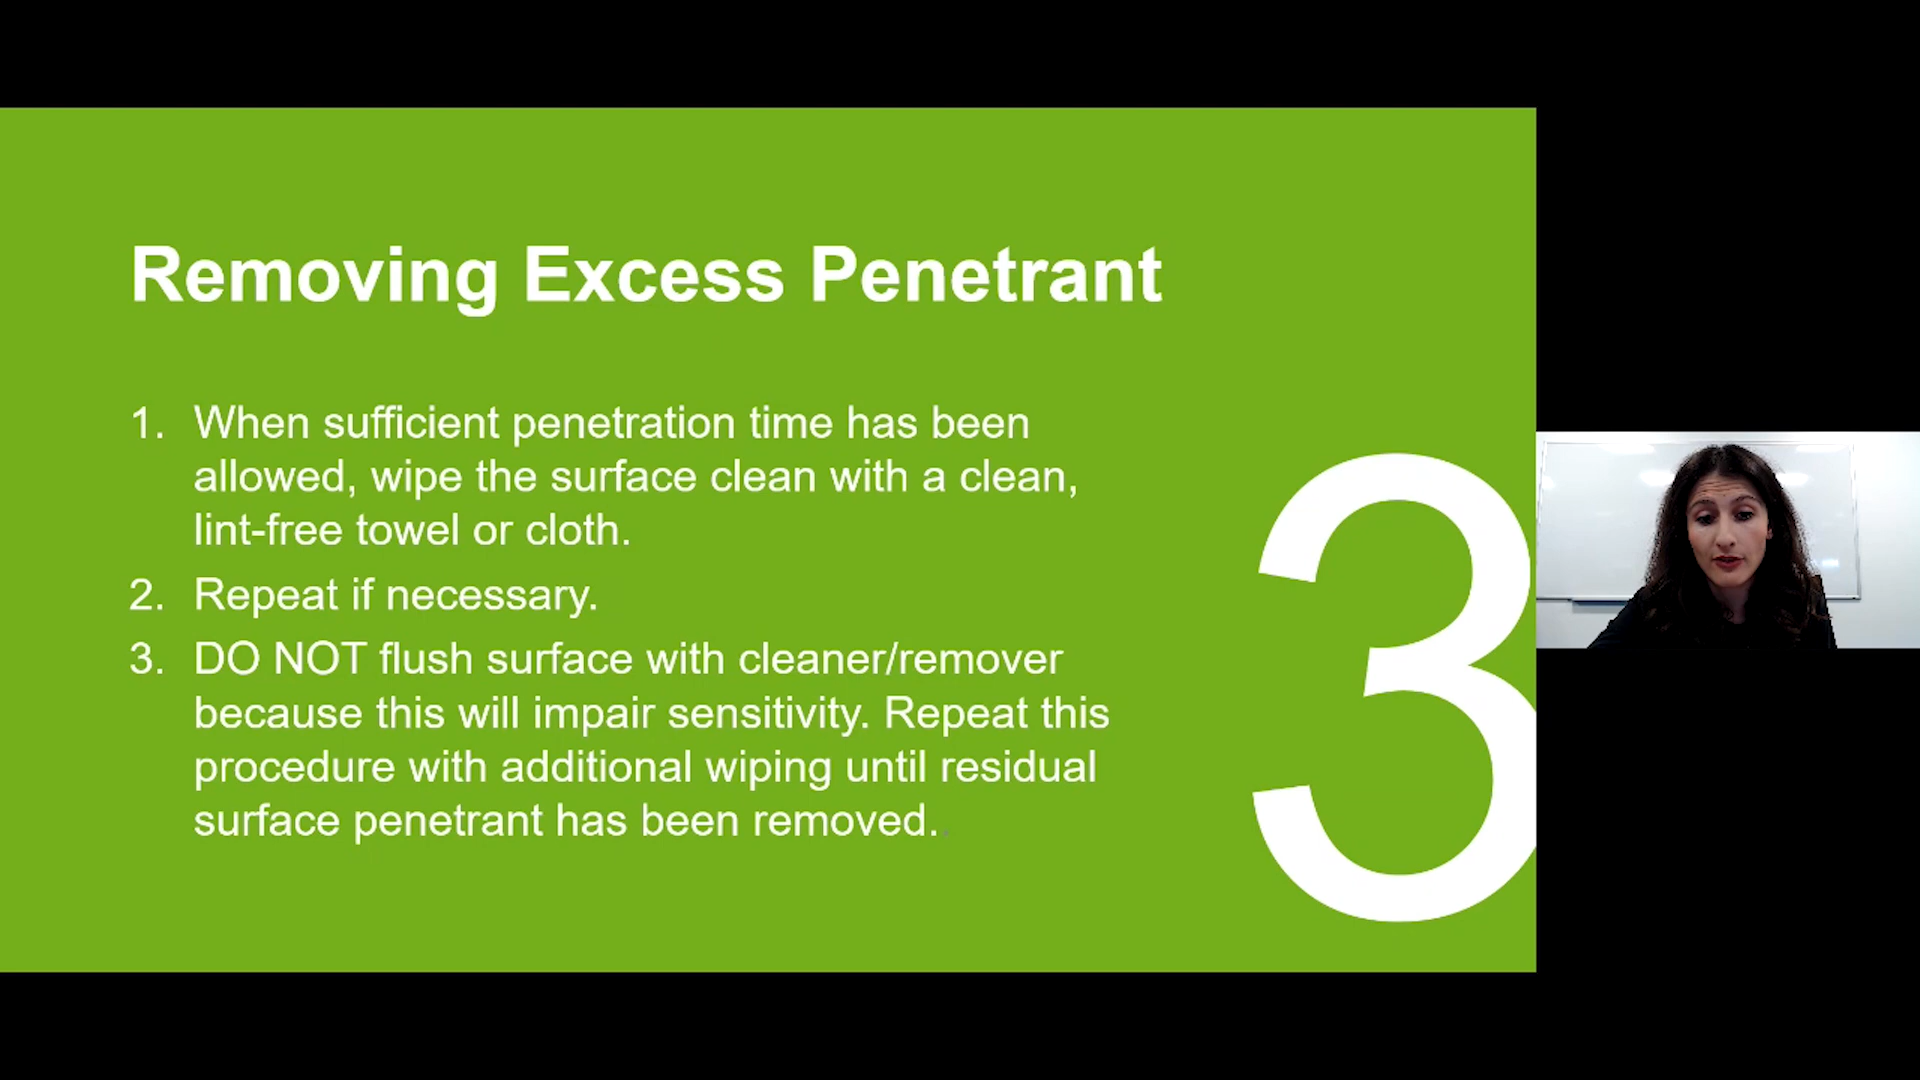 Removing Excess Penetrant
1. When sufficient penetration time has been
allowed, wipe the surface clean with a clean,
lint-free towel or cloth.
2. Repeat if necessary.
3. DO NOT flush surface with cleaner/remover
because this will impair sensitivity. Repeat this
procedure with additional wiping until residual
surface penetrant has been removed..
3